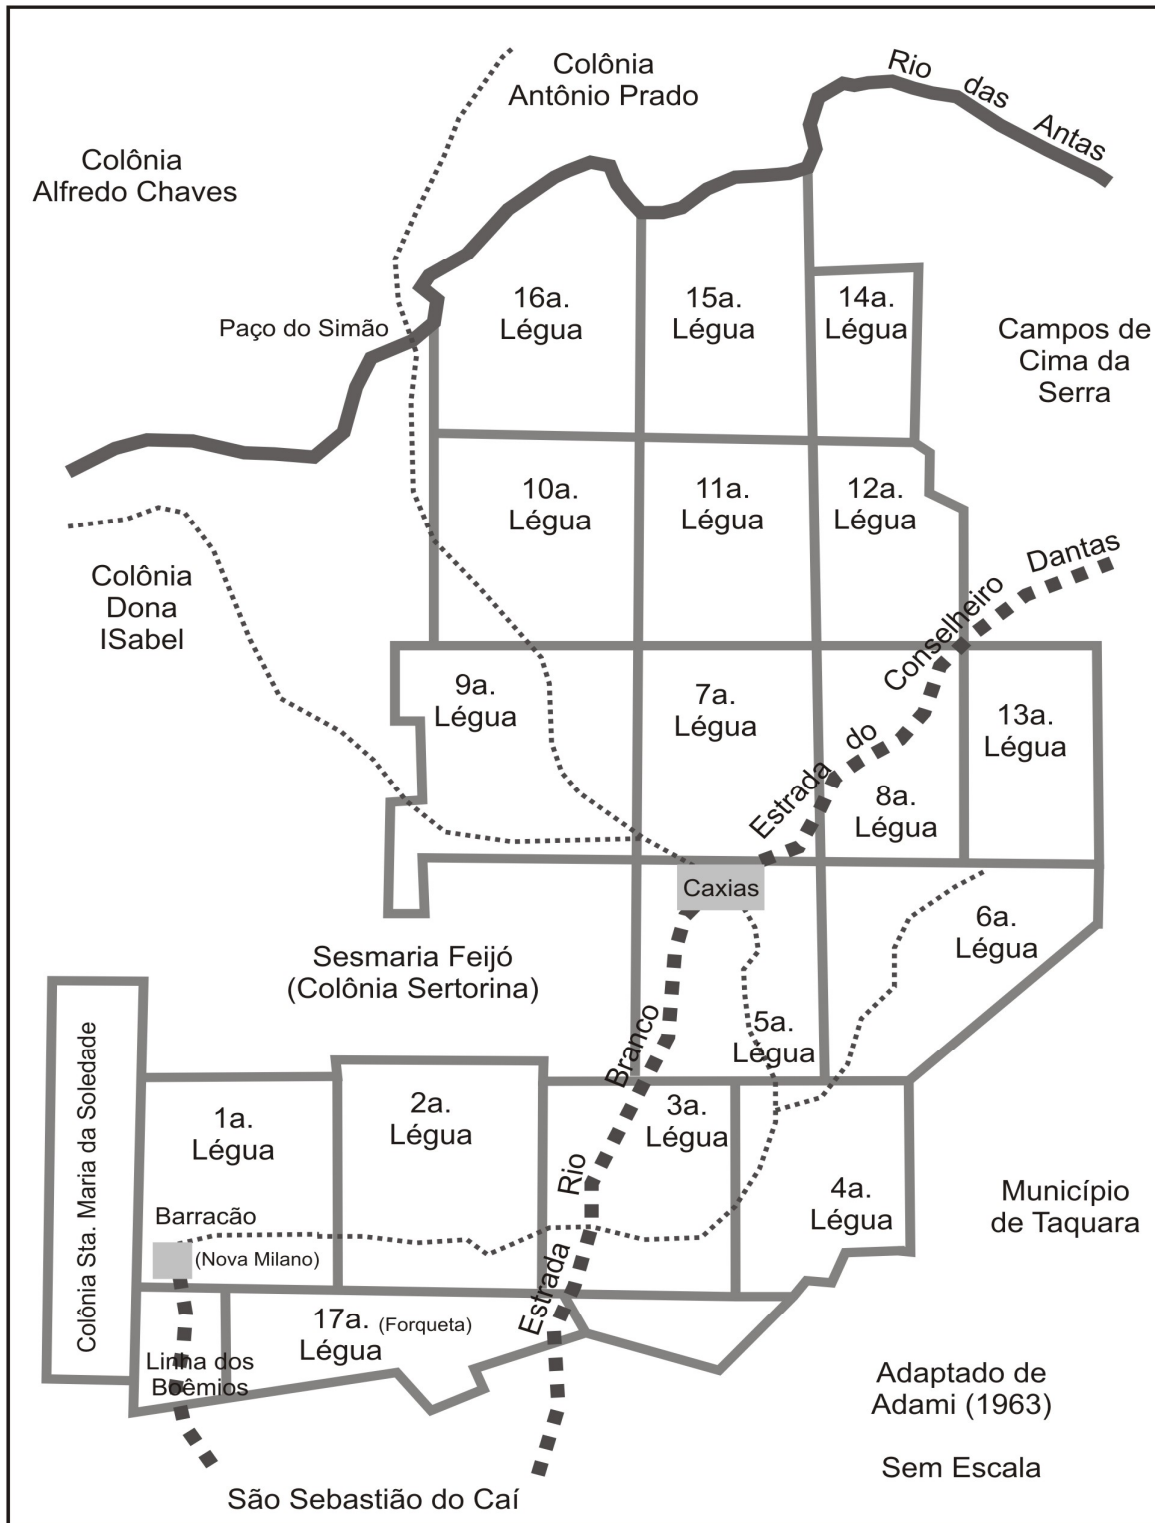 Colônia
Antônio Prado
Rio das Antas
Colônia
Alfredo Chaves
16a.
Légua
15a.
Légua
14a.
Légua
Paço do Simão
Campos de
Cima da
Serra
10a.
Légua
11a.
Légua
12a.
Légua
Colônia
Dona
ISabel
Estrada do Conselheiro Dantas
9a.
Légua
7a.
Légua
13a.
Légua
8a.
Légua
Caxias
6a.
Légua
Sesmaria Feijó
(Colônia Sertorina)
5a.
Légua
Colônia Sta. Maria da Soledade
Estrada Rio Branco
1a.
Légua
2a.
Légua
3a.
Légua
4a.
Légua
Município
de Taquara
Barracão
(Nova Milano)
17a. (Forqueta)
Légua
Linha dos
Boêmios
Adaptado de
Adami (1963)
Sem Escala
São Sebastião do Caí